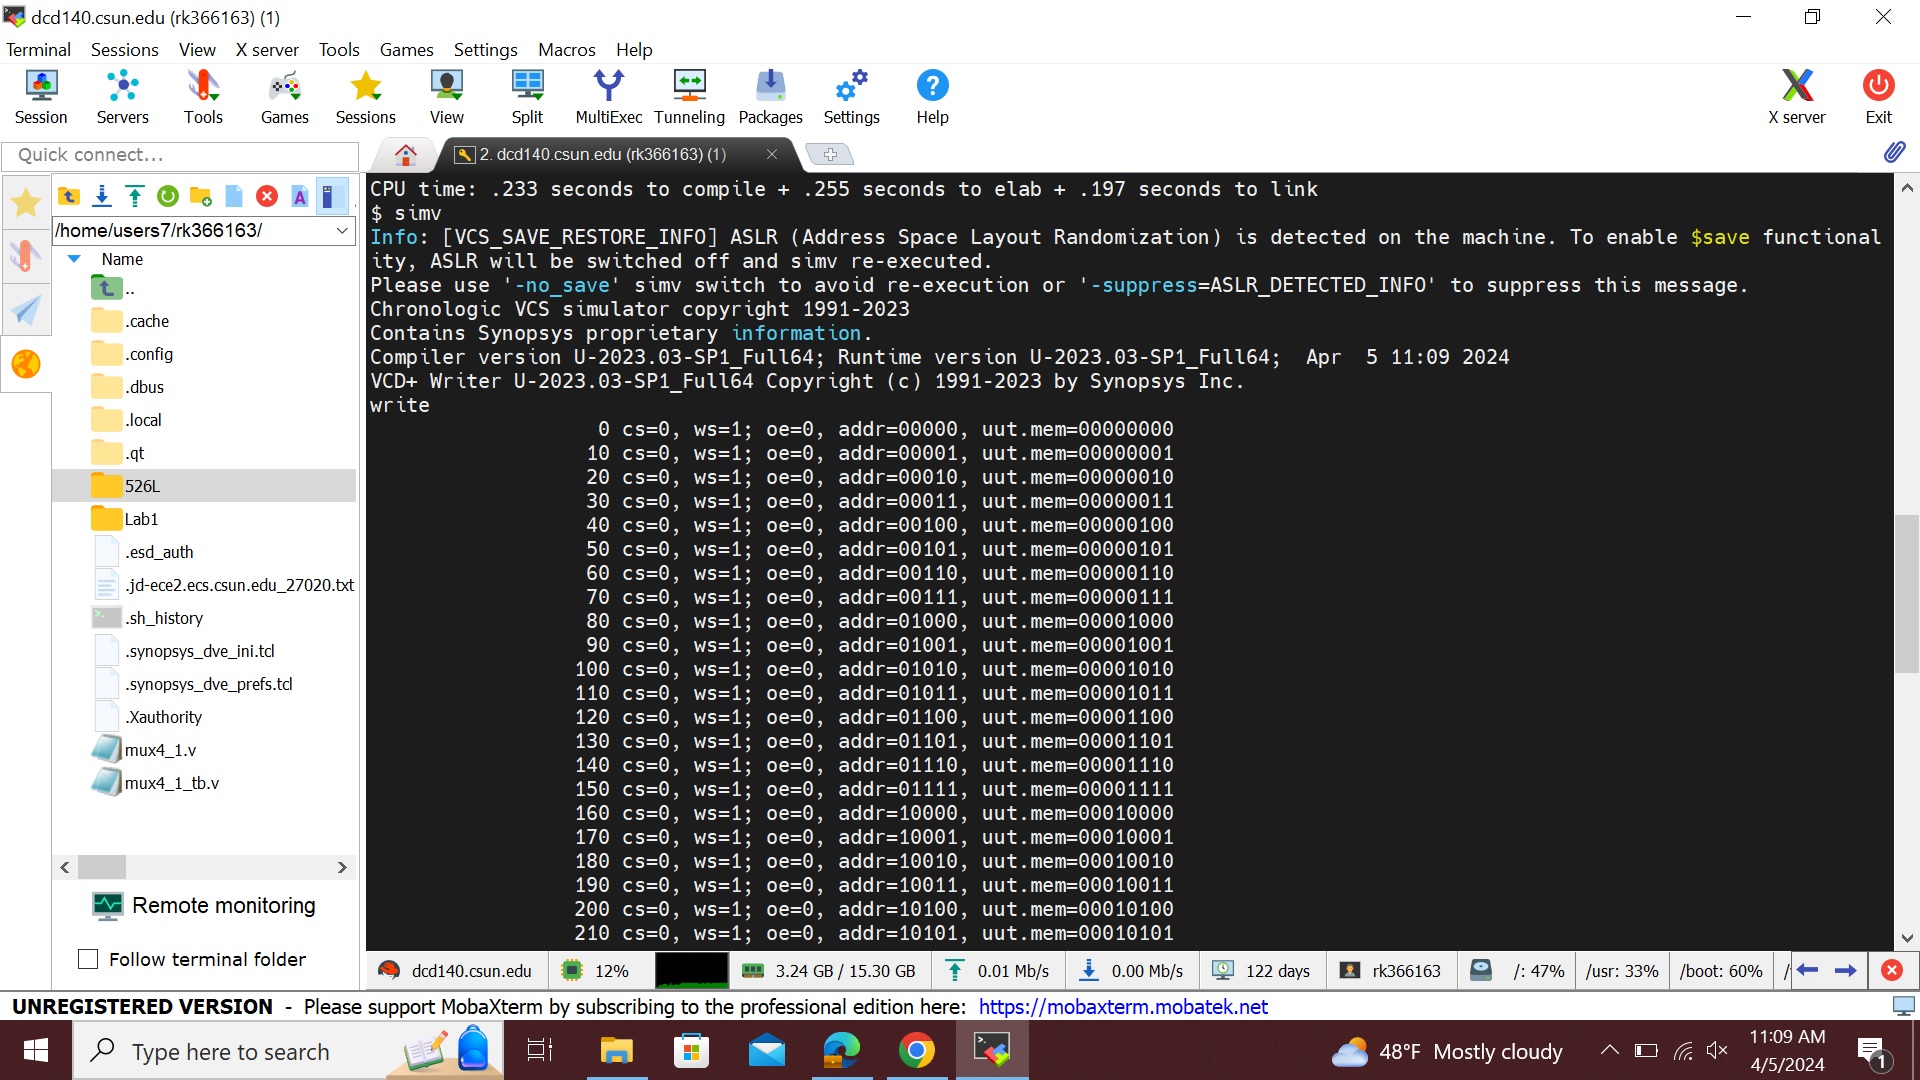 dcd140.csun.edu (rk366163) (1)
Terminal Sessions View X server Tools Games Settings Macros Help
Session Servers Tools Games Sessions View Split MultiExec Tunneling Packages Settings Help X server Exit
Quick connect...
2. dcd140.csun.edu (rk366163) (1)
/home/users7/rk366163/
Name
..
.cache
.config
.dbus
.local
.qt
526L
Lab1
.esd_auth
.jd-ece2.ecs.csun.edu_27020.txt
.sh_history
.synopsys_dve_ini.tcl
.synopsys_dve_prefs.tcl
.Xauthority
mux4_1.v
mux4_1_tb.v
Remote monitoring
Follow terminal folder
CPU time: .233 seconds to compile + .255 seconds to elab + .197 seconds to link
$ simv
Info: [VCS_SAVE_RESTORE_INFO] ASLR (Address Space Layout Randomization) is detected on the machine. To enable $save functional
ity, ASLR will be switched off and simv re-executed.
Please use '-no_save' simv switch to avoid re-execution or '-suppress=ASLR_DETECTED_INFO' to suppress this message.
Chronologic VCS simulator copyright 1991-2023
Contains Synopsys proprietary information.
Compiler version U-2023.03-SP1_Full64; Runtime version U-2023.03-SP1_Full64;  Apr  5 11:09 2024
VCD+ Writer U-2023.03-SP1_Full64 Copyright (c) 1991-2023 by Synopsys Inc.
write
0 cs=0, ws=1; oe=0, addr=00000, uut.mem=00000000
10 cs=0, ws=1; oe=0, addr=00001, uut.mem=00000001
20 cs=0, ws=1; oe=0, addr=00010, uut.mem=00000010
30 cs=0, ws=1; oe=0, addr=00011, uut.mem=00000011
40 cs=0, ws=1; oe=0, addr=00100, uut.mem=00000100
50 cs=0, ws=1; oe=0, addr=00101, uut.mem=00000101
60 cs=0, ws=1; oe=0, addr=00110, uut.mem=00000110
70 cs=0, ws=1; oe=0, addr=00111, uut.mem=00000111
80 cs=0, ws=1; oe=0, addr=01000, uut.mem=00001000
90 cs=0, ws=1; oe=0, addr=01001, uut.mem=00001001
100 cs=0, ws=1; oe=0, addr=01010, uut.mem=00001010
110 cs=0, ws=1; oe=0, addr=01011, uut.mem=00001011
120 cs=0, ws=1; oe=0, addr=01100, uut.mem=00001100
130 cs=0, ws=1; oe=0, addr=01101, uut.mem=00001101
140 cs=0, ws=1; oe=0, addr=01110, uut.mem=00001110
150 cs=0, ws=1; oe=0, addr=01111, uut.mem=00001111
160 cs=0, ws=1; oe=0, addr=10000, uut.mem=00010000
170 cs=0, ws=1; oe=0, addr=10001, uut.mem=00010001
180 cs=0, ws=1; oe=0, addr=10010, uut.mem=00010010
190 cs=0, ws=1; oe=0, addr=10011, uut.mem=00010011
200 cs=0, ws=1; oe=0, addr=10100, uut.mem=00010100
210 cs=0, ws=1; oe=0, addr=10101, uut.mem=00010101
dcd140.csun.edu 12% 3.24 GB / 15.30 GB 0.01 Mb/s 0.00 Mb/s 122 days rk366163 /: 47% /usr: 33% /boot: 60% /
UNREGISTERED VERSION - Please support MobaXterm by subscribing to the professional edition here: https://mobaxterm.mobatek.net
Type here to search
48°F Mostly cloudy
11:09 AM
4/5/2024
1